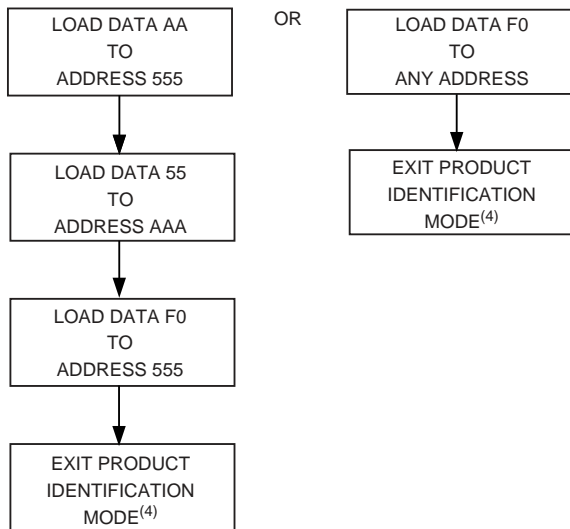 LOAD DATA AA
TO
ADDRESS 555
LOAD DATA 55
TO
ADDRESS AAA
LOAD DATA F0
TO
ADDRESS 555
EXIT PRODUCT
IDENTIFICATION
MODE(4)
OR
LOAD DATA F0
TO
ANY ADDRESS
EXIT PRODUCT
IDENTIFICATION
MODE(4)